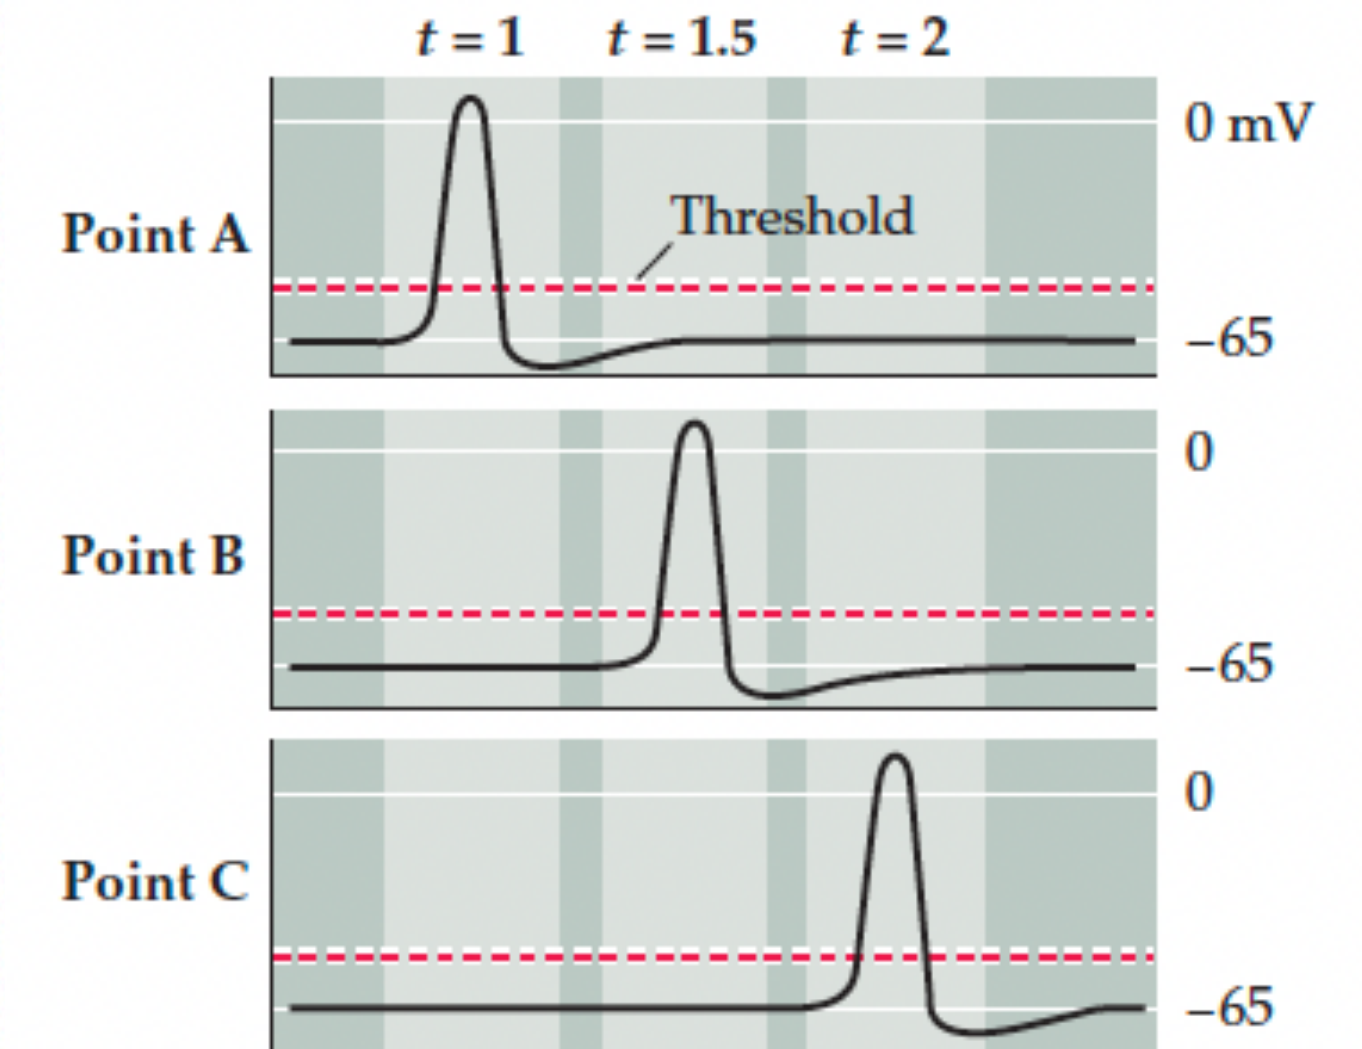 t = 1 t = 1.5 t = 2
0 mV
Threshold
Point A
−65
0
Point B
−65
0
Point C
−65